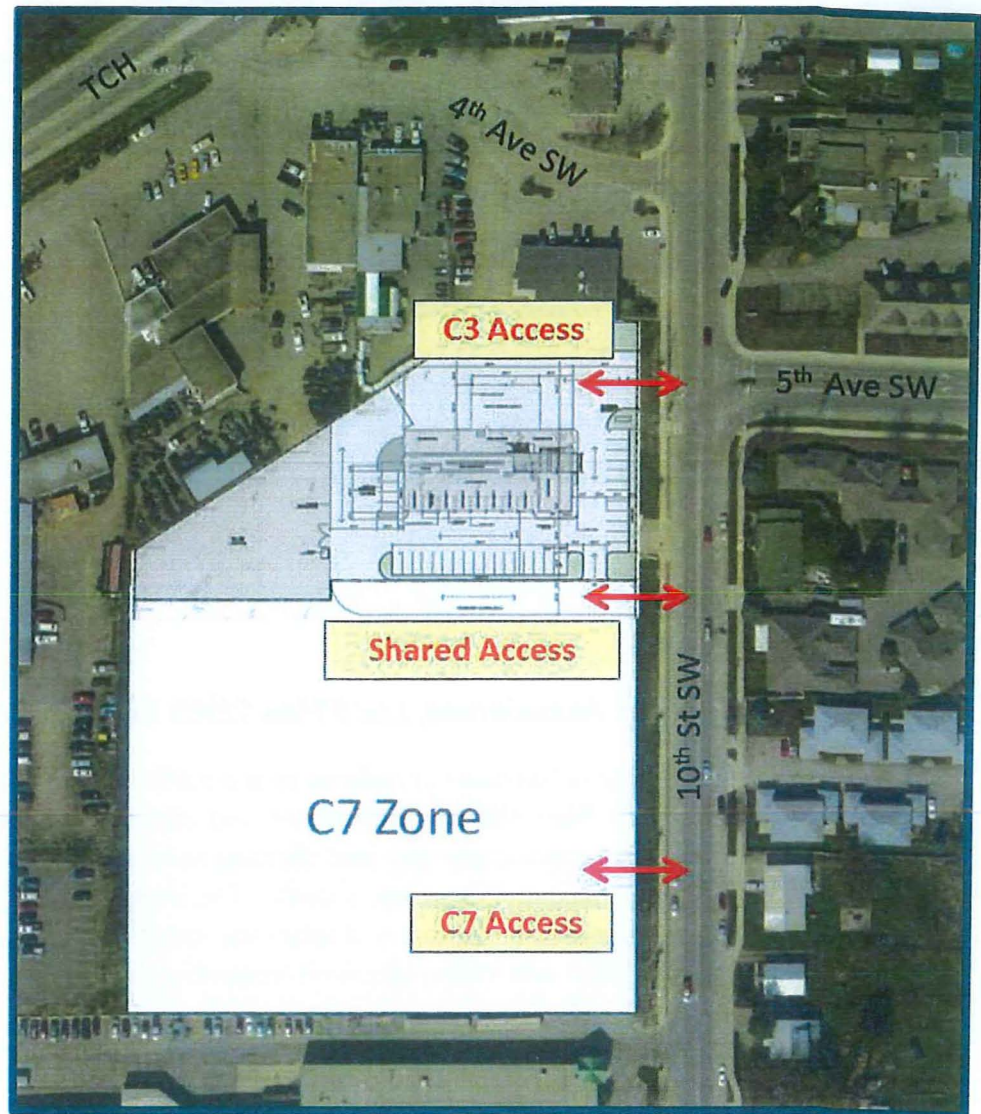 TCH
4th Ave SW
C3 Access
5th Ave SW
Shared Access
10th St SW
C7 Zone
C7 Access